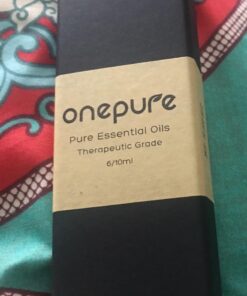 onepure
Pure Essential Oils
Therapeutic Grade
6/10ml